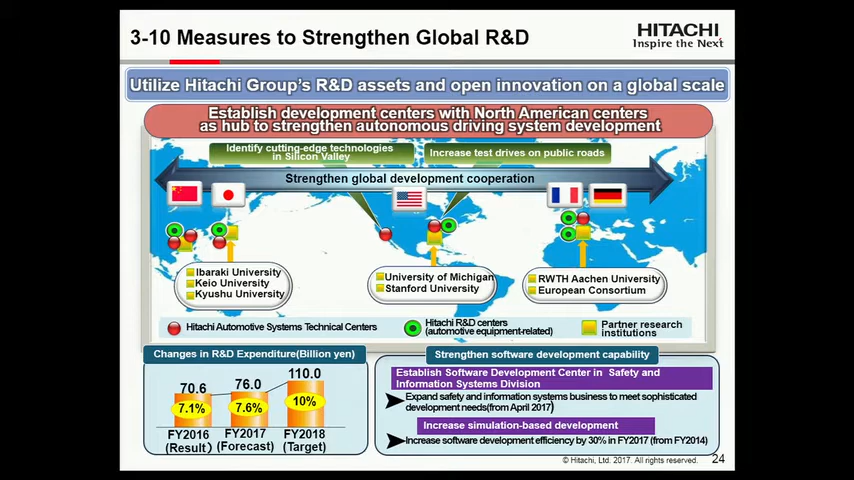 3-10 Measures to Strengthen Global R&D
HITACHI
Inspire the Next
Utilize Hitachi Group's R&D assets and open innovation on a global scale
Establish development centers with North American centers
as hub to strengthen autonomous driving system development
Identify cutting-edge technologies
in Silicon Valley
Increase test drives on public roads
Strengthen global development cooperation
Ibaraki University
Keio University
Kyushu University
University of Michigan
Stanford University
RWTH Aachen University
European Consortium
Hitachi Automotive Systems Technical Centers
Hitachi R&D centers
(automotive equipment-related)
Partner research
institutions
Changes in R&D Expenditure(Billion yen)
70.6
76.0
110.0
7.1%
7.6%
10%
FY2016
(Result)
FY2017
(Forecast)
FY2018
(Target)
Strengthen software development capability
Establish Software Development Center in Safety and
Information Systems Division
Expand safety and information systems business to meet sophisticated
development needs(from April 2017)
Increase simulation-based development
Increase software development efficiency by 30% in FY2017 (from FY2014)
© Hitachi, Ltd. 2017. All rights reserved.
24